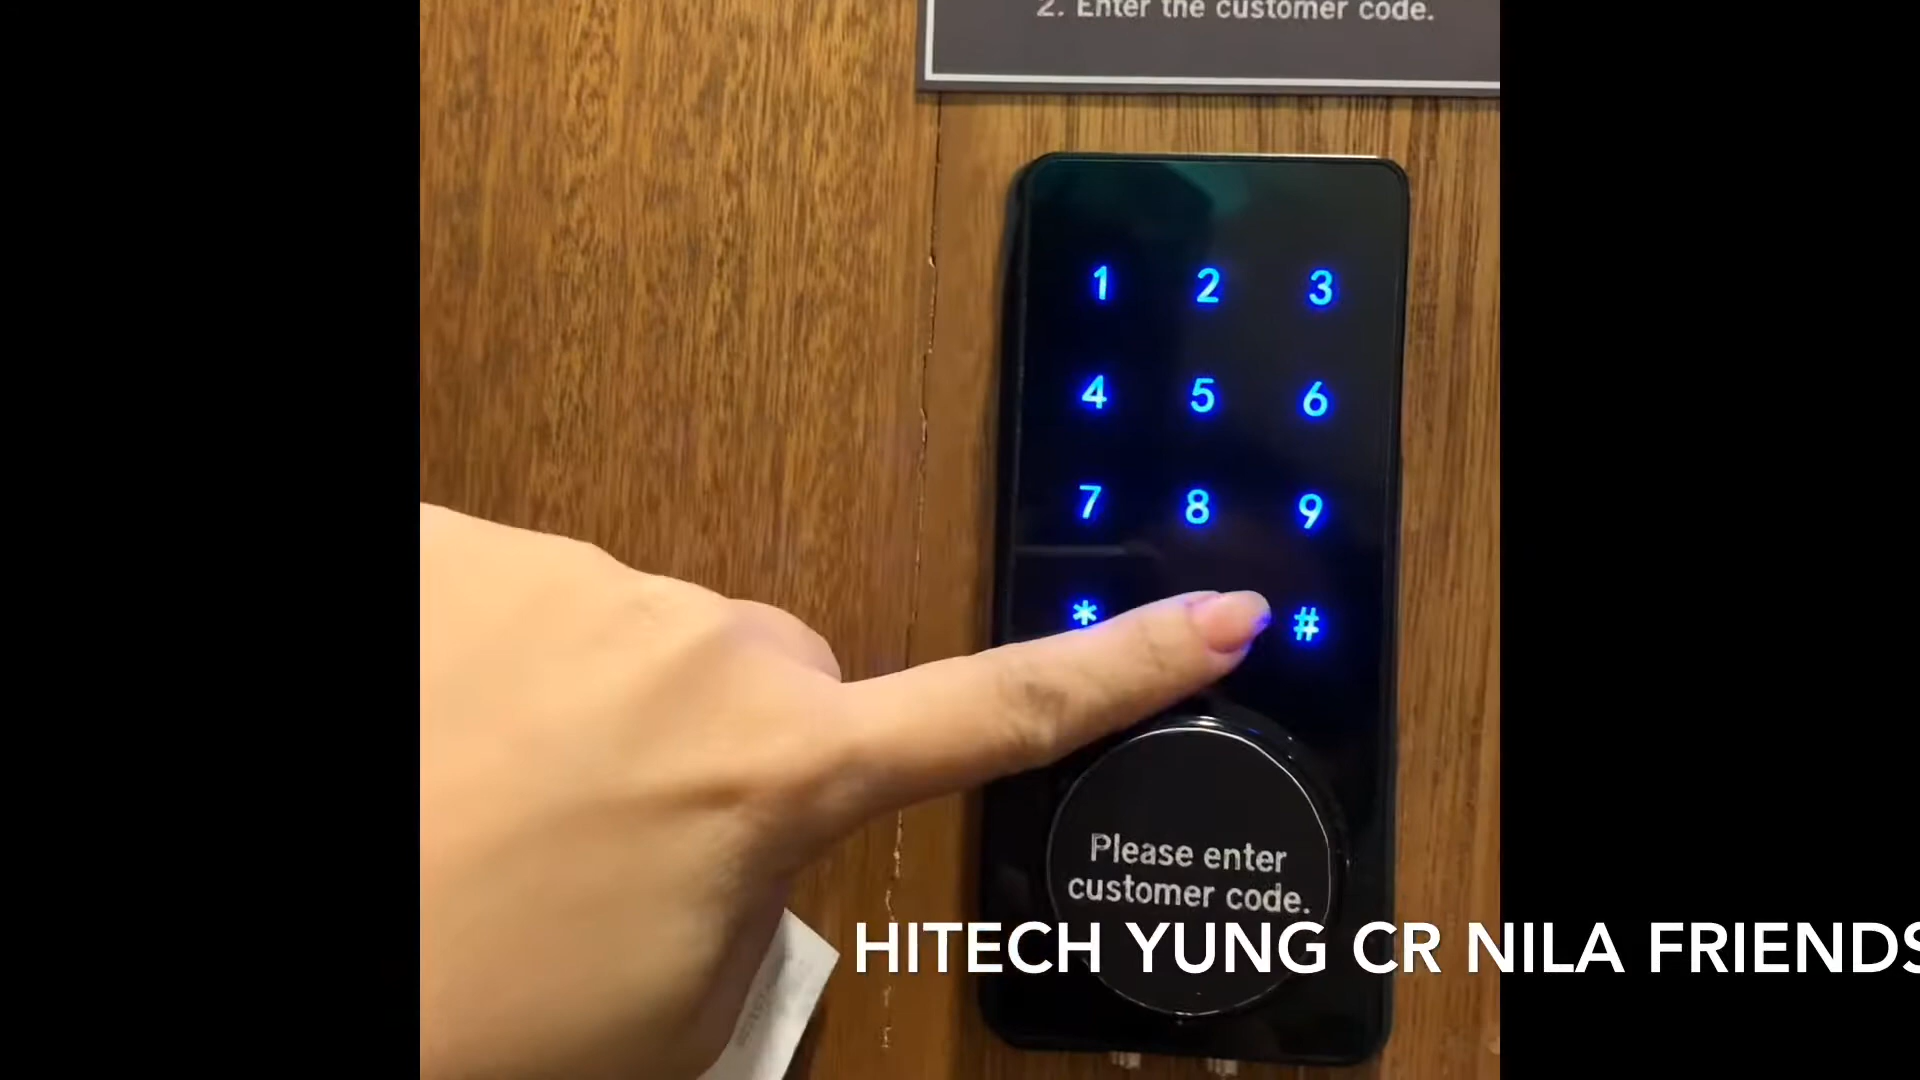 2. Enter the customer code.
1 2 3
4 5 6
7 8 9
* #
Please enter
customer code.
HITECH YUNG CR NILA FRIENDS